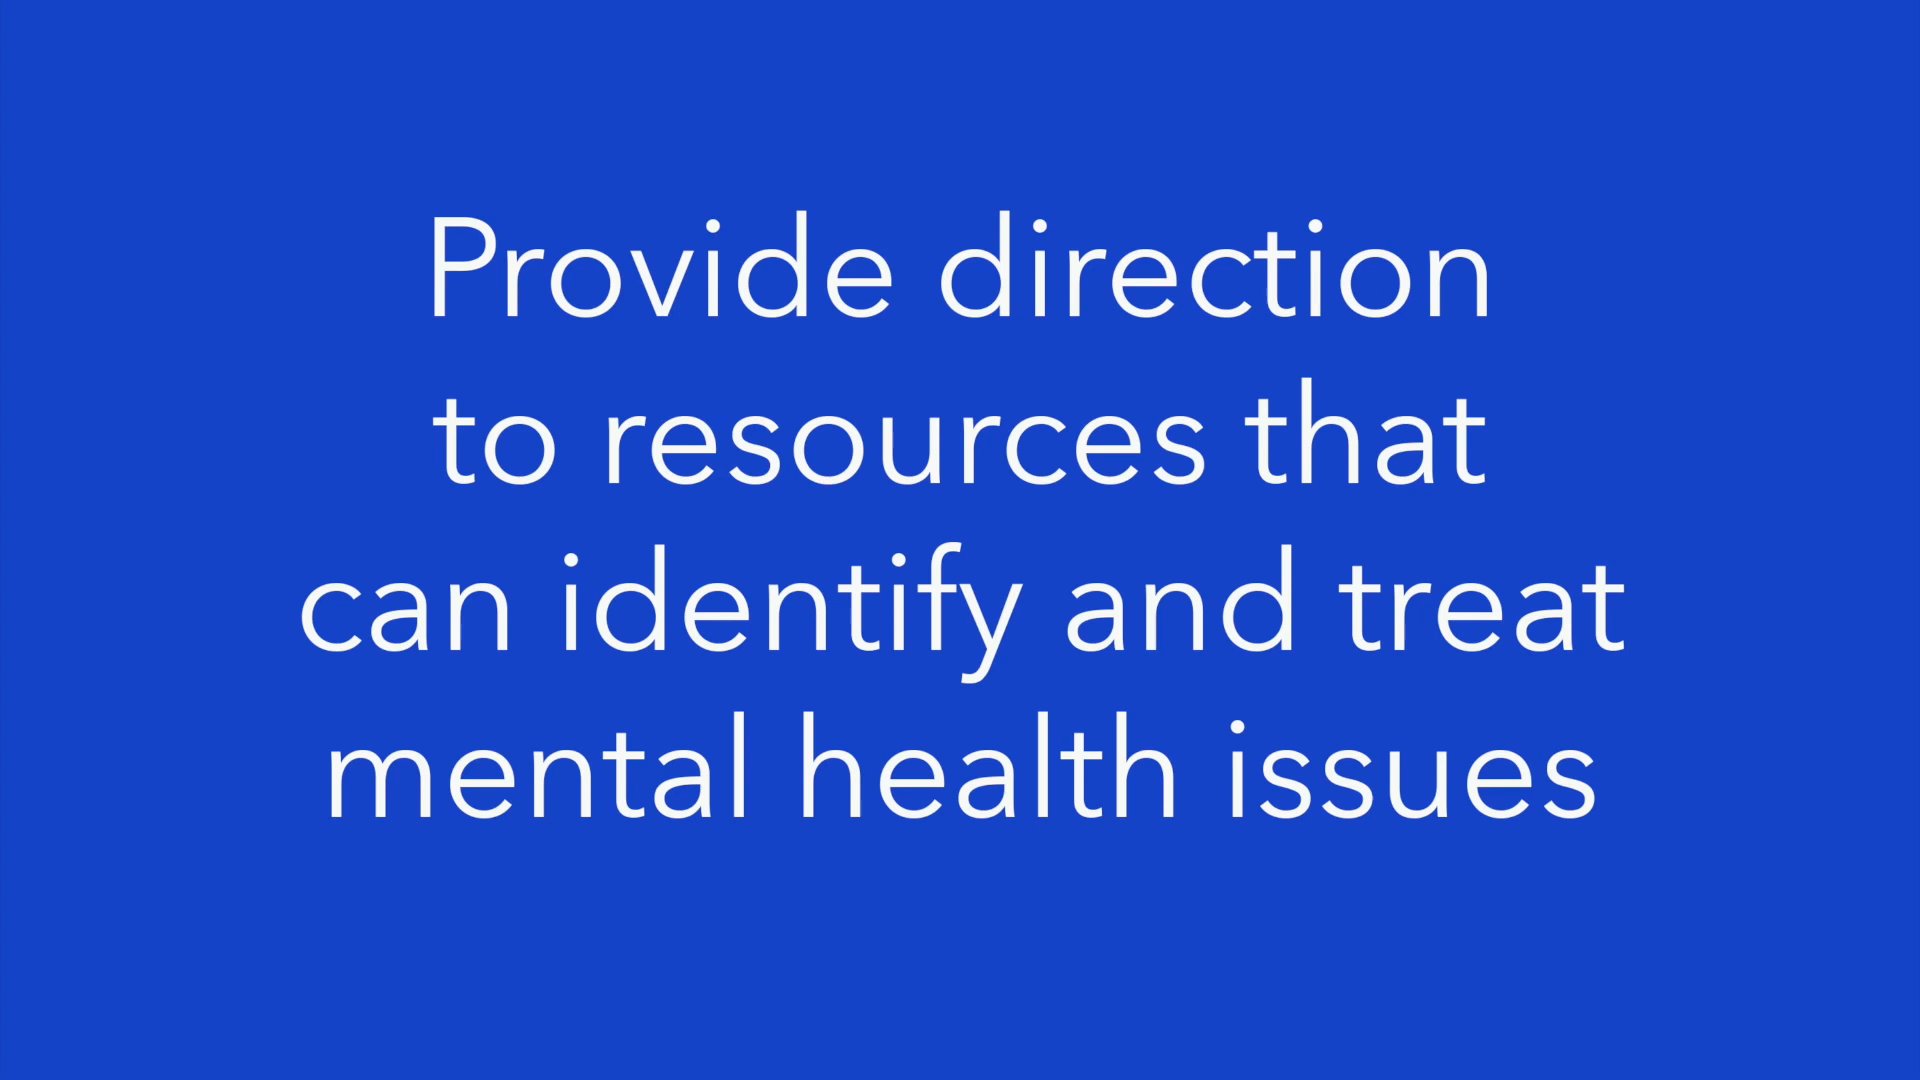 Provide direction
to resources that
can identify and treat
mental health issues